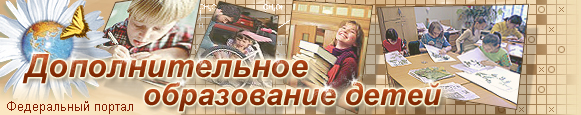 Дополнительное
образование детей
Федеральный портал